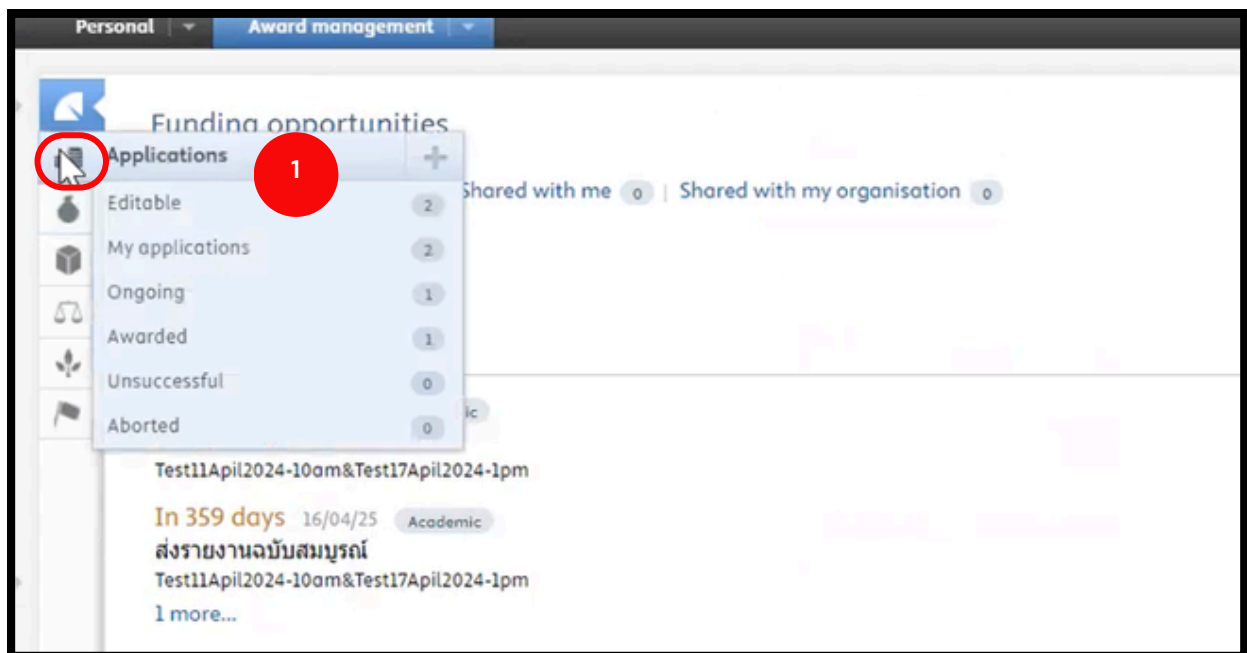 Personal Award management
Funding opportunities
Applications
1
Editable 2
Shared with me 0 | Shared with my organisation 0
My applications 2
Ongoing 1
Awarded 1
Unsuccessful 0
ic
Aborted 0
Test11Apil2024-10am&Test17Apil2024-1pm
In 359 days 16/04/25 Academic
ส่งรายงานฉบับสมบูรณ์
Test11Apil2024-10am&Test17Apil2024-1pm
1 more...